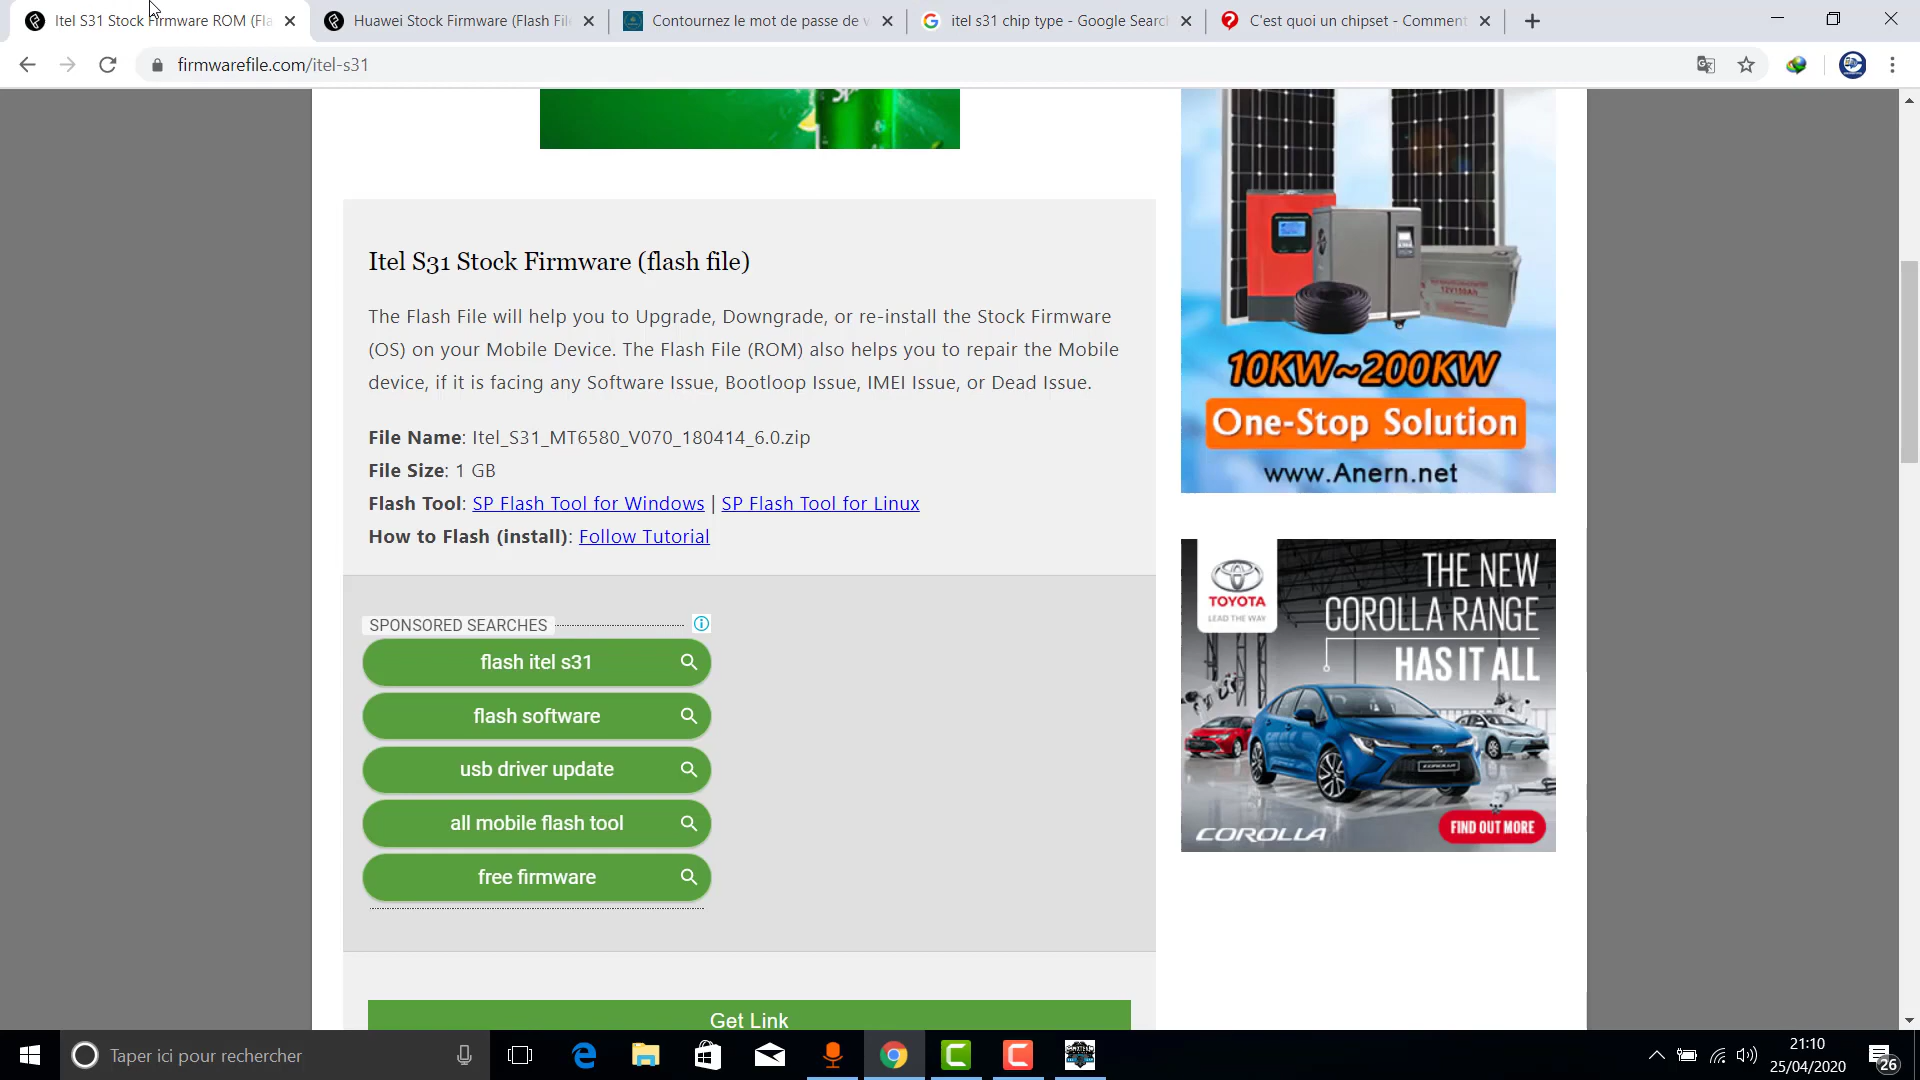 Itel S31 Stock Firmware ROM (Fla
Huawei Stock Firmware (Flash Fil
Contournez le mot de passe de v
itel s31 chip type - Google Searc
C'est quoi un chipset - Comment
firmwarefile.com/itel-s31
Itel S31 Stock Firmware (flash file)
The Flash File will help you to Upgrade, Downgrade, or re-install the Stock Firmware
(OS) on your Mobile Device. The Flash File (ROM) also helps you to repair the Mobile
device, if it is facing any Software Issue, Bootloop Issue, IMEI Issue, or Dead Issue.
File Name: Itel_S31_MT6580_V070_180414_6.0.zip
File Size: 1 GB
Flash Tool: SP Flash Tool for Windows | SP Flash Tool for Linux
How to Flash (install): Follow Tutorial
SPONSORED SEARCHES
flash itel s31
flash software
usb driver update
all mobile flash tool
free firmware
Get Link
10KW~200KW
One-Stop Solution
www.Anern.net
TOYOTA
LEAD THE WAY
THE NEW
COROLLA RANGE
HAS IT ALL
COROLLA
COROLLA
FIND OUT MORE
Taper ici pour rechercher
21:10
25/04/2020
26